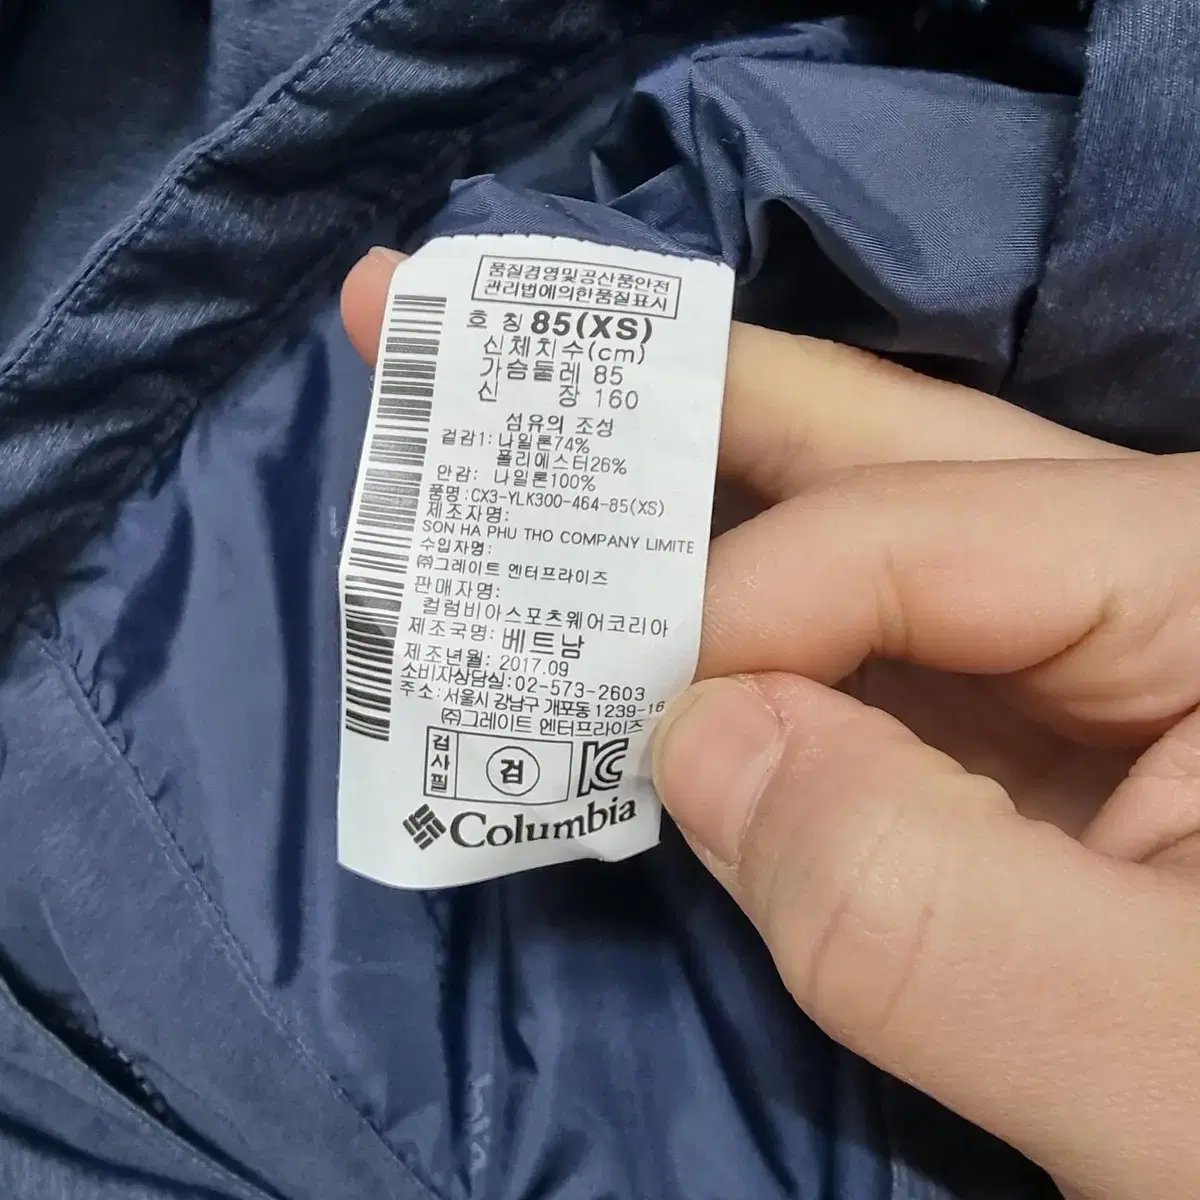 품질경영및공산품안전
관리법에의한품질표시
호 칭 85(XS)
신체치수(cm)
가슴둘레 85
신 장 160
섬유의 조성
겉감1: 나일론74%
폴리에스터26%
안감: 나일론100%
품명:CX3-YLK300-464-85(XS)
제조자명:
SON HA PHU THO COMPANY LIMITE
수입자명:
㈜그레이트 엔터프라이즈
판매자명:
컬럼비아스포츠웨어코리아
제조국명: 베트남
제조년월: 2017.09
소비자상담실:02-573-2603
주소:서울시 강남구 개포동 1239-16
㈜그레이트 엔터프라이즈
검사필 검 KC
Columbia